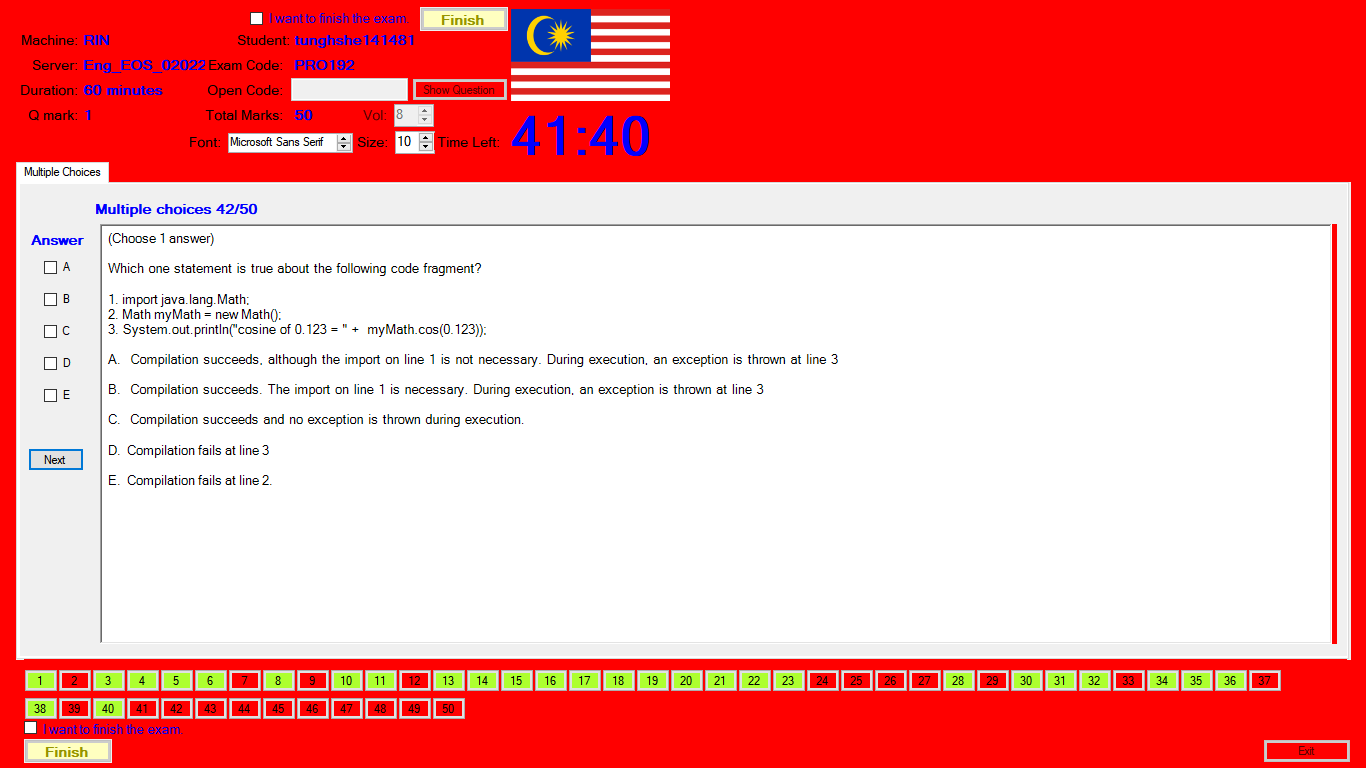 I want to finish the exam.
Finish
Machine: RIN
Student: tunghshe141481
Server: Eng_EOS_02022
Exam Code: PRO192
Duration: 60 minutes
Open Code:
Show Question
Q mark: 1
Total Marks: 50
Vol: 8
Font: Microsoft Sans Serif
Size: 10
Time Left: 41:40
Multiple Choices
Multiple choices 42/50
Answer
A
B
C
D
E
Next
(Choose 1 answer)
Which one statement is true about the following code fragment?
1. import java.lang.Math;
2. Math myMath = new Math();
3. System.out.println("cosine of 0.123 = " + myMath.cos(0.123));
A. Compilation succeeds, although the import on line 1 is not necessary. During execution, an exception is thrown at line 3
B. Compilation succeeds. The import on line 1 is necessary. During execution, an exception is thrown at line 3
C. Compilation succeeds and no exception is thrown during execution.
D. Compilation fails at line 3
E. Compilation fails at line 2.
1 2 3 4 5 6 7 8 9 10 11 12 13 14 15 16 17 18 19 20 21 22 23 24 25 26 27 28 29 30 31 32 33 34 35 36 37
38 39 40 41 42 43 44 45 46 47 48 49 50
I want to finish the exam.
Finish
Exit